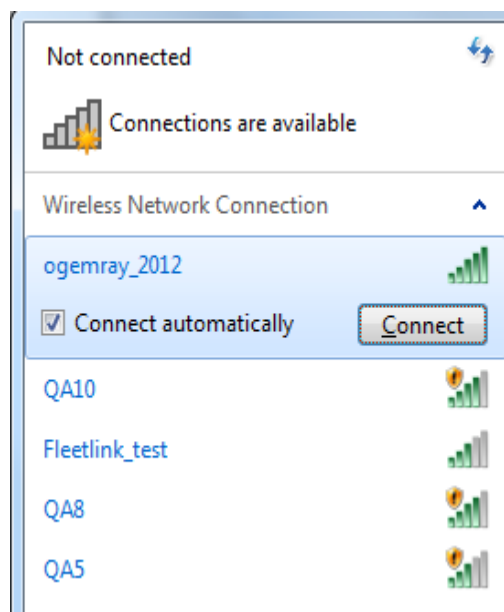 Not connected
Connections are available
Wireless Network Connection
ogemray_2012
Connect automatically Connect
QA10
Fleetlink_test
QA8
QA5